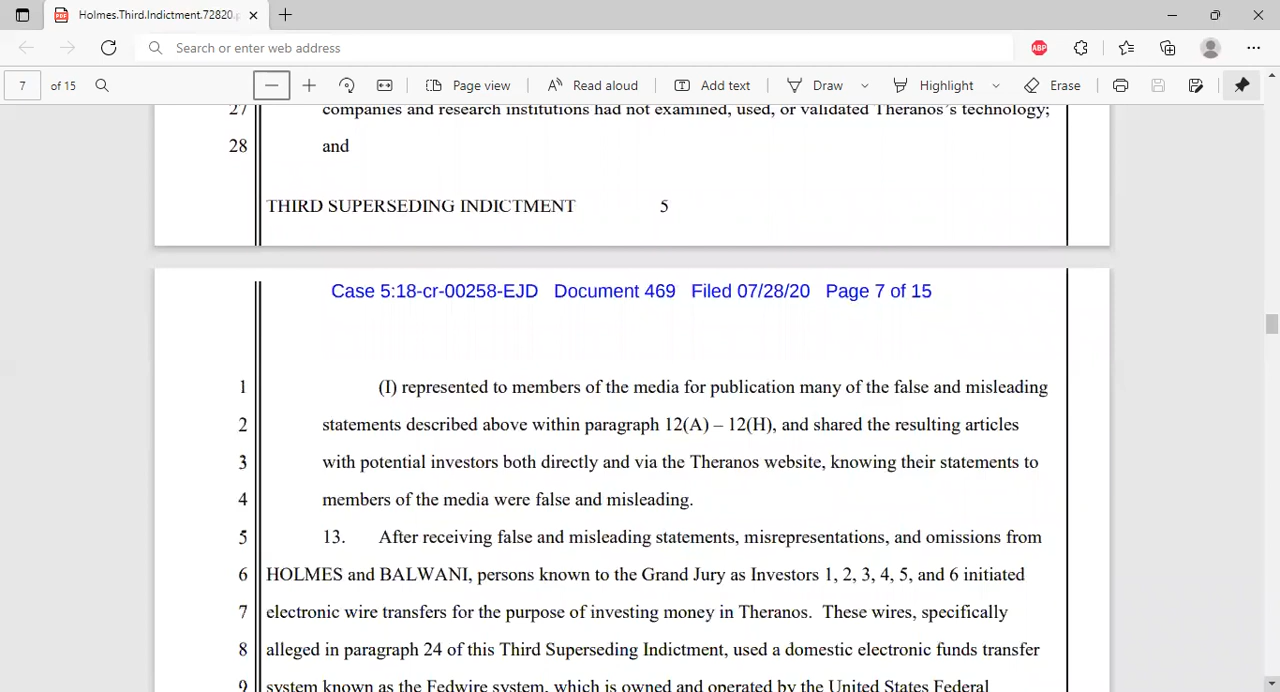 Holmes.Third.Indictment.72820.p
Search or enter web address
ABP
7 of 15
Page view
Read aloud
Add text
Draw
Highlight
Erase
27 companies and research institutions had not examined, used, or validated Theranos's technology;
28 and
THIRD SUPERSEDING INDICTMENT 5
Case 5:18-cr-00258-EJD Document 469 Filed 07/28/20 Page 7 of 15
1 (I) represented to members of the media for publication many of the false and misleading
2 statements described above within paragraph 12(A) – 12(H), and shared the resulting articles
3 with potential investors both directly and via the Theranos website, knowing their statements to
4 members of the media were false and misleading.
5 13. After receiving false and misleading statements, misrepresentations, and omissions from
6 HOLMES and BALWANI, persons known to the Grand Jury as Investors 1, 2, 3, 4, 5, and 6 initiated
7 electronic wire transfers for the purpose of investing money in Theranos. These wires, specifically
8 alleged in paragraph 24 of this Third Superseding Indictment, used a domestic electronic funds transfer
9 system known as the Fedwire system, which is owned and operated by the United States Federal